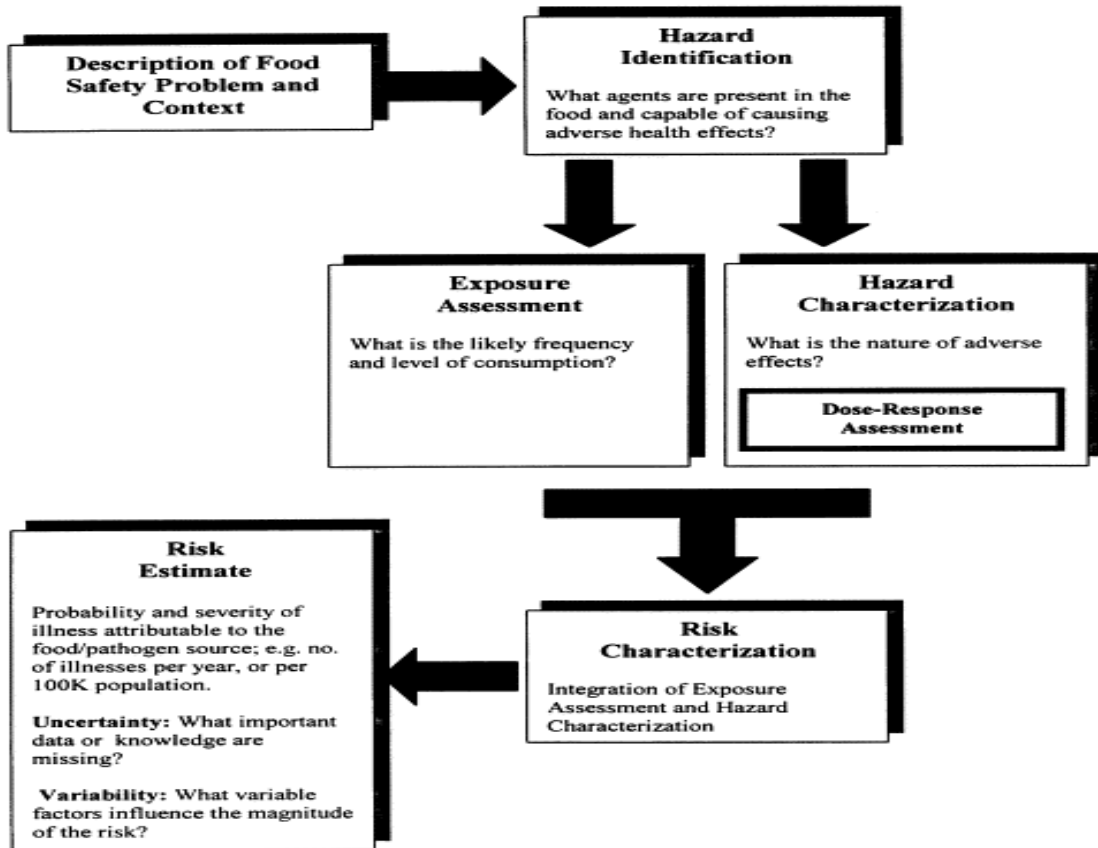 Description of Food
Safety Problem and
Context
Hazard
Identification
What agents are present in the
food and capable of causing
adverse health effects?
Exposure
Assessment
What is the likely frequency
and level of consumption?
Hazard
Characterization
What is the nature of adverse
effects?
Dose-Response
Assessment
Risk
Characterization
Integration of Exposure
Assessment and Hazard
Characterization
Risk
Estimate
Probability and severity of
illness attributable to the
food/pathogen source; e.g. no.
of illnesses per year, or per
100K population.
Uncertainty: What important
data or knowledge are
missing?
Variability: What variable
factors influence the magnitude
of the risk?